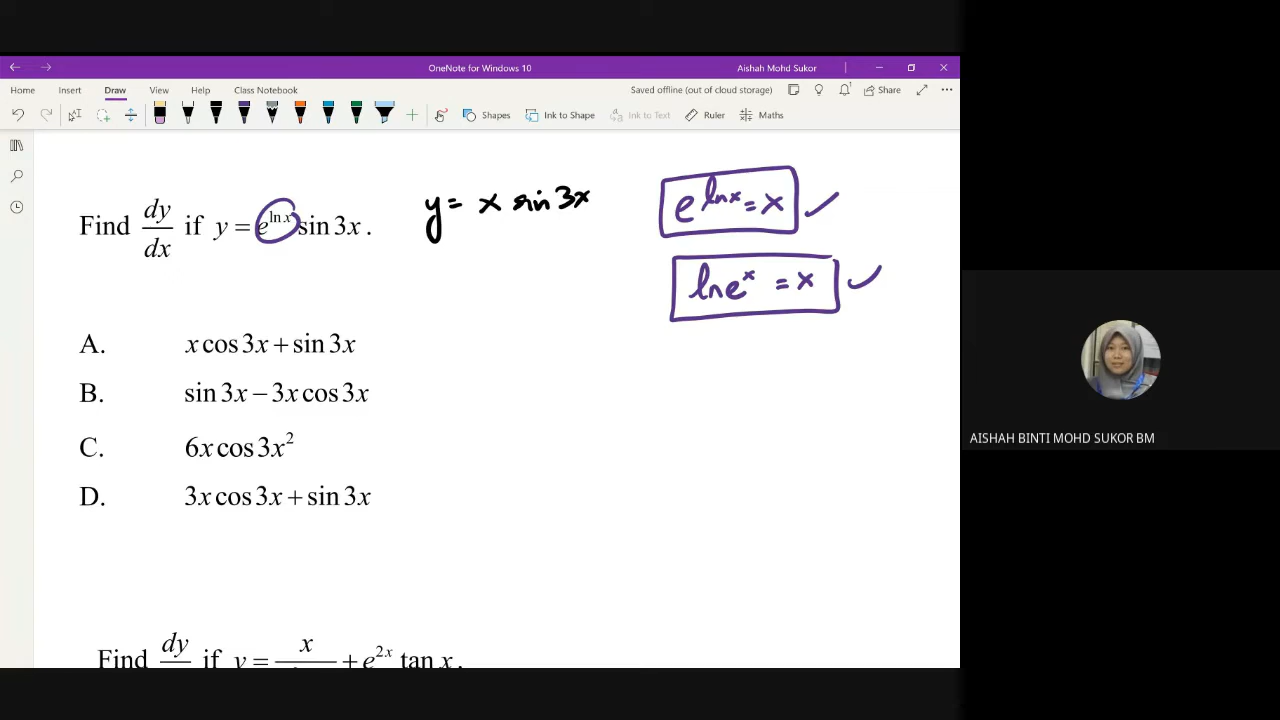 OneNote for Windows 10
Aishah Mohd Sukor
Home Insert Draw View Help Class Notebook
Saved offline (out of cloud storage)
Share
Shapes Ink to Shape Ink to Text Ruler Maths
Find dy/dx if y = e^{ln x} sin 3x.
y = x sin 3x
e^{ln x} = x ✓
ln e^x = x ✓
A. x cos 3x + sin 3x
B. sin 3x − 3x cos 3x
C. 6x cos 3x²
D. 3x cos 3x + sin 3x
Find dy if y = x + e^{2x} tan x.
AISHAH BINTI MOHD SUKOR BM